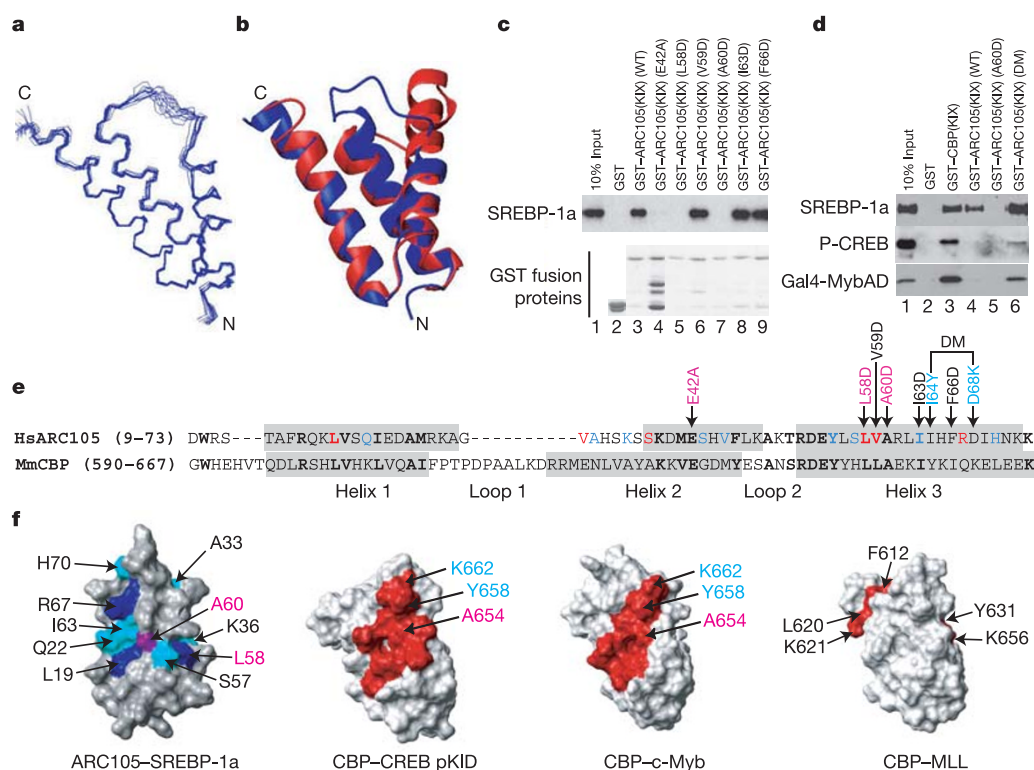 a
b
c
d
C
N
C
N
10% Input
GST
GST–ARC105(KIX) (WT)
GST–ARC105(KIX) (E42A)
GST–ARC105(KIX) (L58D)
GST–ARC105(KIX) (V59D)
GST–ARC105(KIX) (A60D)
GST–ARC105(KIX) (I63D)
GST–ARC105(KIX) (F66D)
SREBP-1a
GST fusion
proteins
1 2 3 4 5 6 7 8 9
10% Input
GST
GST–CBP(KIX)
GST–ARC105(KIX) (WT)
GST–ARC105(KIX) (A60D)
GST–ARC105(KIX) (DM)
SREBP-1a
P-CREB
Gal4-MybAD
1 2 3 4 5 6
e
E42A
L58D
V59D
A60D
I63D
I64Y
DM
F66D
D68K
HsARC105 (9–73) DWRS-----TAFRQKLVSQIEDAMRKAG---------VAHSKSSKDMESHVFLKAKTRDEYLSLVARLIIHFRDIHNKK
MmCBP (590–667) GWHEHVTQDLRSHLVHKLVQAIFPTPDPAALKDRRMENLVAYAKKVEGDMYESANSRDEYYHLLAEKIYKIQKELEEK
Helix 1 Loop 1 Helix 2 Loop 2 Helix 3
f
H70
R67
I63
Q22
L19
A33
A60
K36
L58
S57
ARC105–SREBP-1a
K662
Y658
A654
CBP–CREB pKID
K662
Y658
A654
CBP–c-Myb
F612
L620
K621
Y631
K656
CBP–MLL